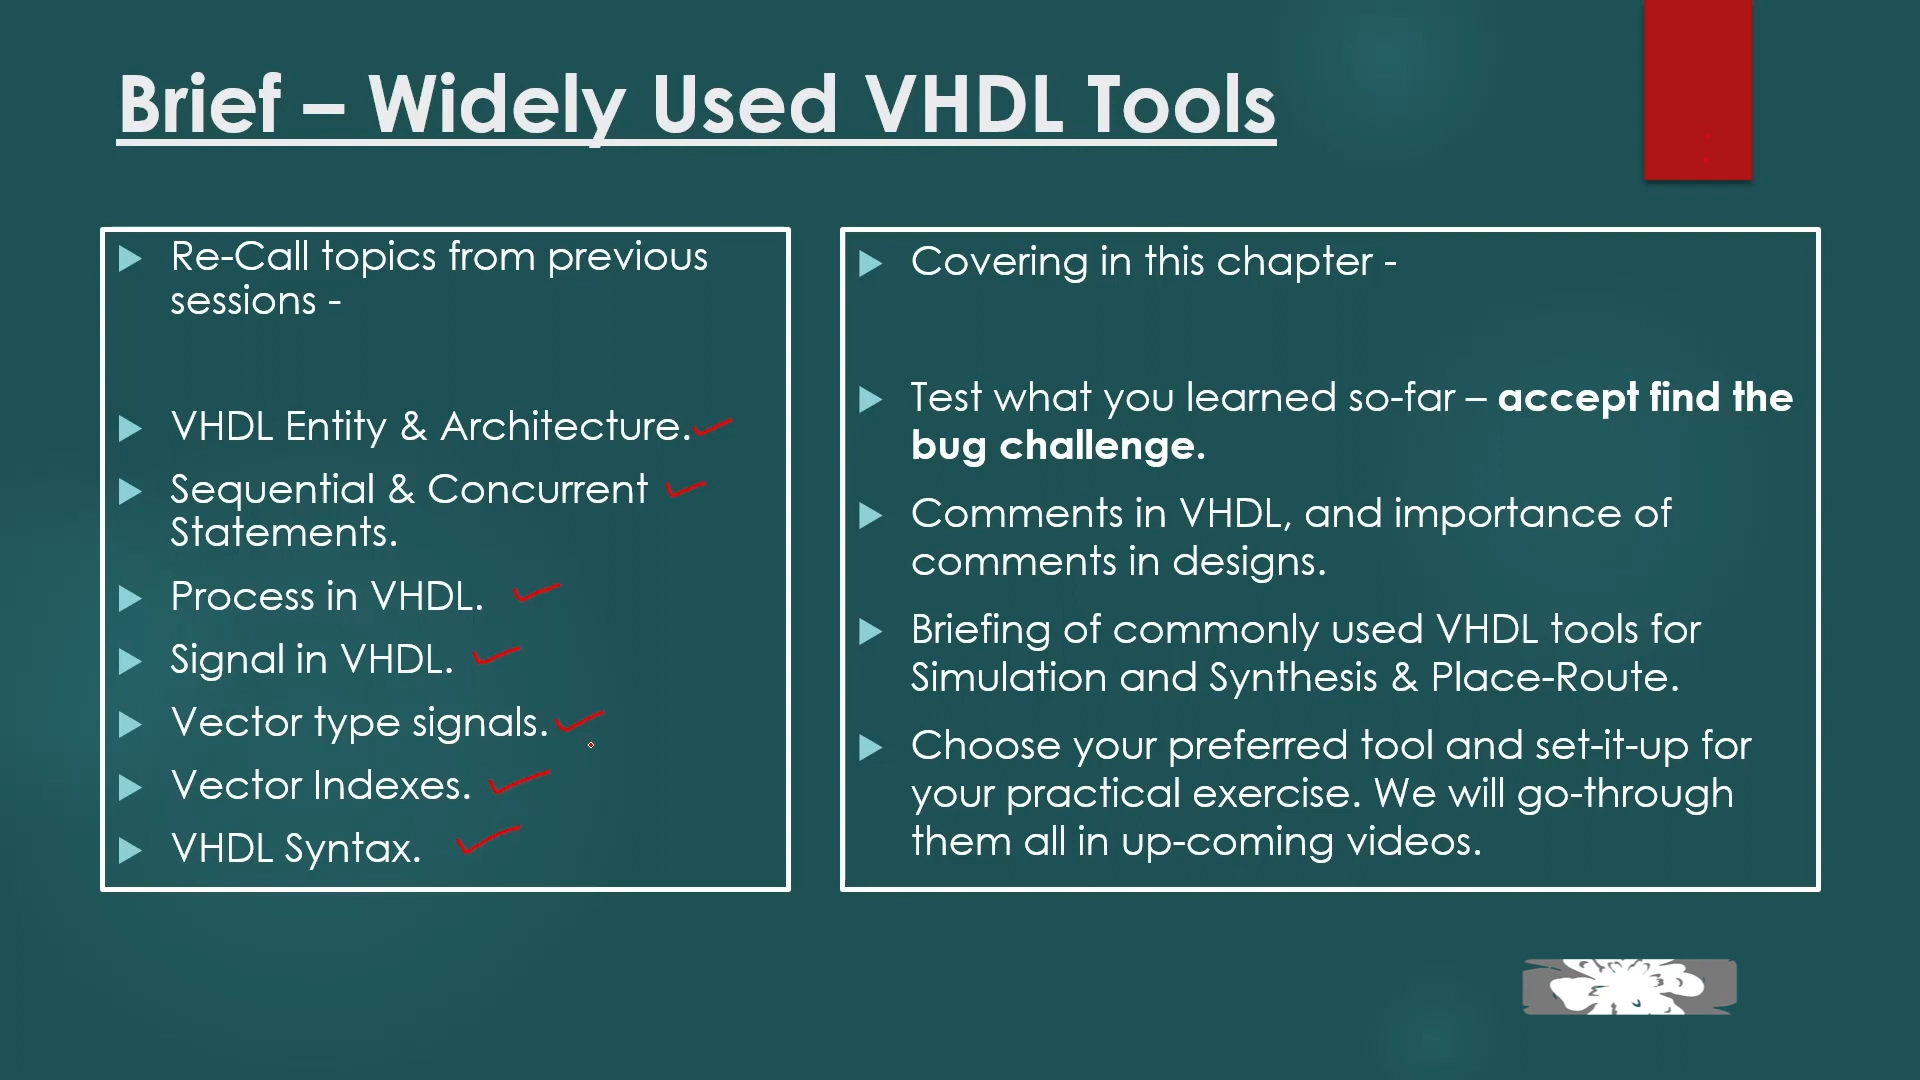 Brief – Widely Used VHDL Tools
Re-Call topics from previous
sessions -
VHDL Entity & Architecture.
Sequential & Concurrent
Statements.
Process in VHDL.
Signal in VHDL.
Vector type signals.
Vector Indexes.
VHDL Syntax.
Covering in this chapter -
Test what you learned so-far – accept find the
bug challenge.
Comments in VHDL, and importance of
comments in designs.
Briefing of commonly used VHDL tools for
Simulation and Synthesis & Place-Route.
Choose your preferred tool and set-it-up for
your practical exercise. We will go-through
them all in up-coming videos.